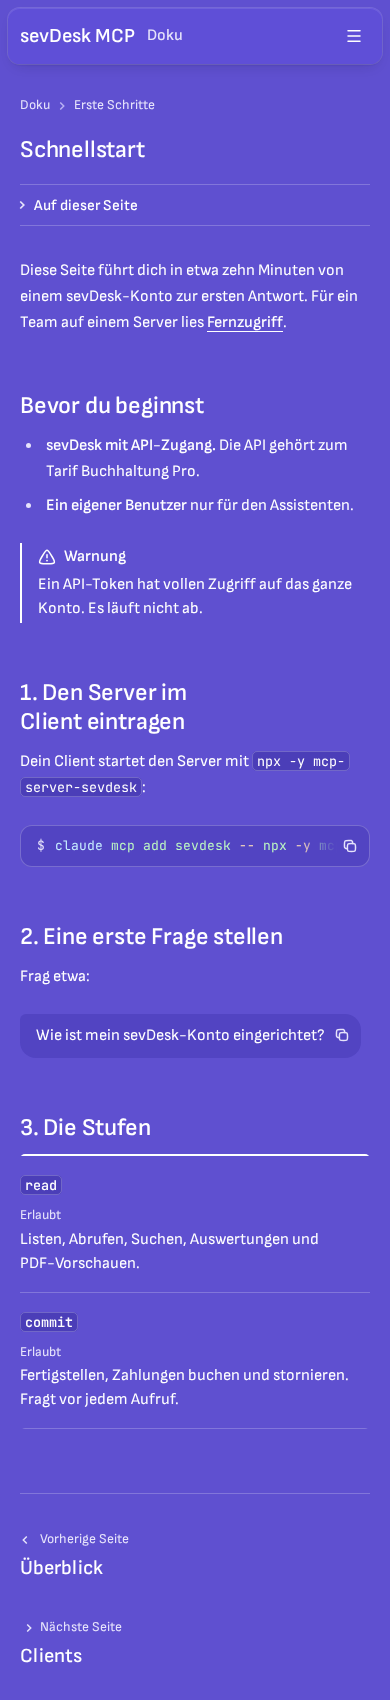 sevDesk MCP Doku
Doku > Erste Schritte
Schnellstart
Auf dieser Seite
Diese Seite führt dich in etwa zehn Minuten von
einem sevDesk-Konto zur ersten Antwort. Für ein
Team auf einem Server lies Fernzugriff.
Bevor du beginnst
• sevDesk mit API-Zugang. Die API gehört zum
Tarif Buchhaltung Pro.
• Ein eigener Benutzer nur für den Assistenten.
Warnung
Ein API-Token hat vollen Zugriff auf das ganze
Konto. Es läuft nicht ab.
1. Den Server im
Client eintragen
Dein Client startet den Server mit npx -y mcp-
server-sevdesk:
$ claude mcp add sevdesk -- npx -y
2. Eine erste Frage stellen
Frag etwa:
Wie ist mein sevDesk-Konto eingerichtet?
3. Die Stufen
read
Erlaubt
Listen, Abrufen, Suchen, Auswertungen und
PDF-Vorschauen.
commit
Erlaubt
Fertigstellen, Zahlungen buchen und stornieren.
Fragt vor jedem Aufruf.
Vorherige Seite
Überblick
Nächste Seite
Clients